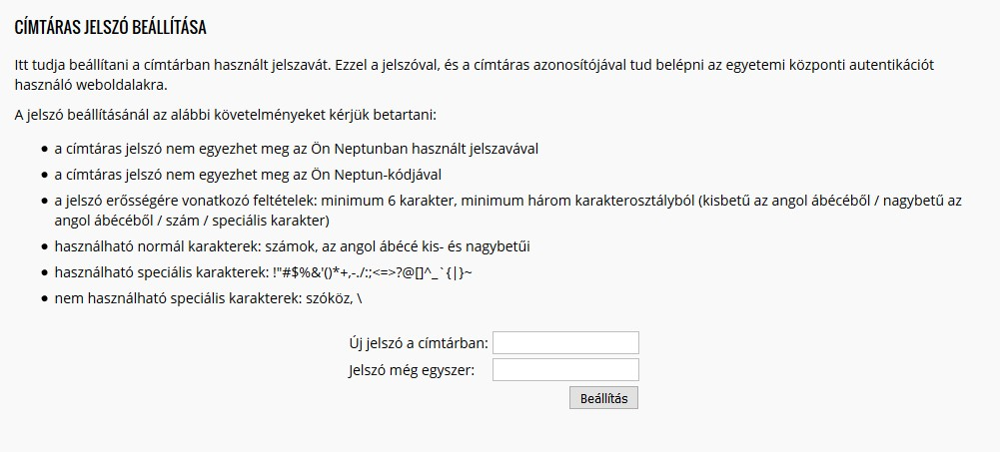 CÍMTÁRAS JELSZÓ BEÁLLÍTÁSA
Itt tudja beállítani a címtárban használt jelszavát. Ezzel a jelszóval, és a címtáras azonosítójával tud belépni az egyetemi központi autentikációt
használó weboldalakra.
A jelszó beállításánál az alábbi követelményeket kérjük betartani:
• a címtáras jelszó nem egyezhet meg az Ön Neptunban használt jelszavával
• a címtáras jelszó nem egyezhet meg az Ön Neptun-kódjával
• a jelszó erősségére vonatkozó feltételek: minimum 6 karakter, minimum három karakterosztályból (kisbetű az angol ábécéből / nagybetű az
angol ábécéből / szám / speciális karakter)
• használható normál karakterek: számok, az angol ábécé kis- és nagybetűi
• használható speciális karakterek: !"#$%&'()*+,-./:;<=>?@[]^_`{|}~
• nem használható speciális karakterek: szóköz, \
Új jelszó a címtárban:
Jelszó még egyszer:
Beállítás